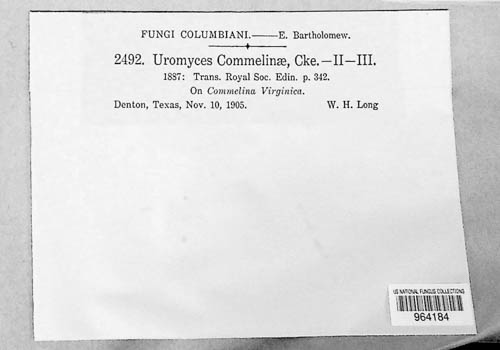 FUNGI COLUMBIANI.——E. Bartholomew.
2492. Uromyces Commelinæ, Cke.—II—III.
1887: Trans. Royal Soc. Edin. p. 342.
On Commelina Virginica.
Denton, Texas, Nov. 10, 1905. W. H. Long
US NATIONAL FUNGUS COLLECTIONS
964184